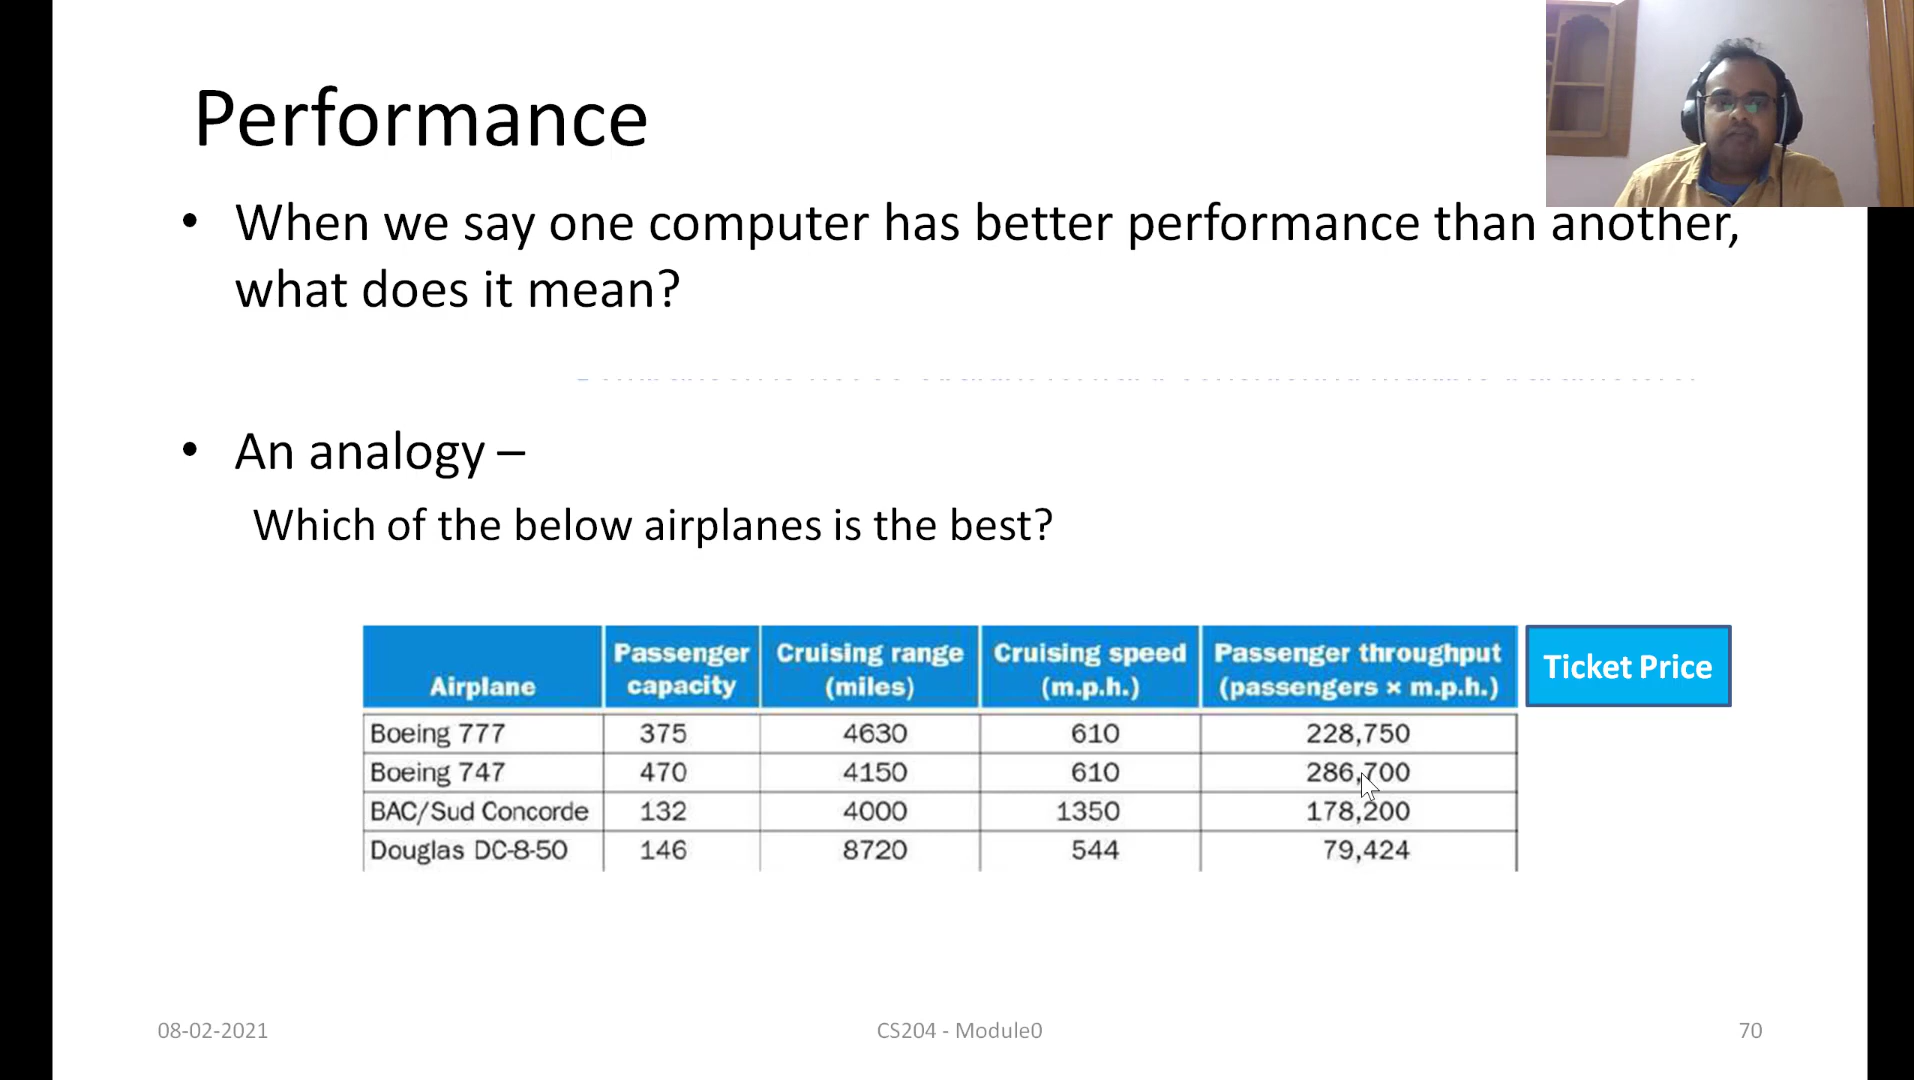 Performance
• When we say one computer has better performance than another,
what does it mean?
• An analogy –
Which of the below airplanes is the best?
Airplane Passenger capacity Cruising range (miles) Cruising speed (m.p.h.) Passenger throughput (passengers × m.p.h.) Ticket Price
Boeing 777 375 4630 610 228,750
Boeing 747 470 4150 610 286,700
BAC/Sud Concorde 132 4000 1350 178,200
Douglas DC-8-50 146 8720 544 79,424
08-02-2021 CS204 - Module0 70